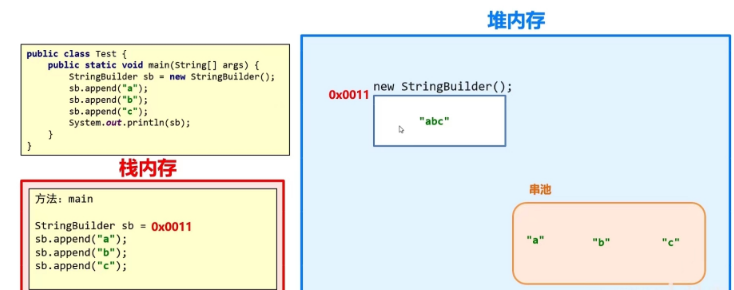 堆内存
public class Test {
public static void main(String[] args) {
StringBuilder sb = new StringBuilder();
sb.append("a");
sb.append("b");
sb.append("c");
System.out.println(sb);
}
}
new StringBuilder();
0x0011
"abc"
栈内存
方法：main
StringBuilder sb = 0x0011
sb.append("a");
sb.append("b");
sb.append("c");
串池
"a" "b" "c"